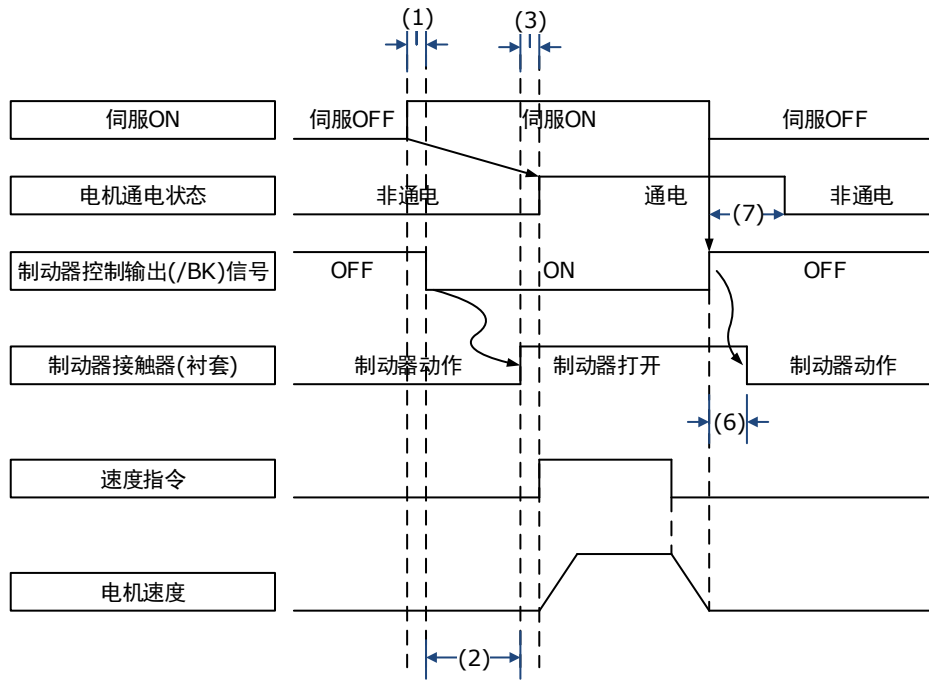 (1)
(3)
伺服ON
伺服OFF
伺服ON
伺服OFF
电机通电状态
非通电
通电
(7)
非通电
制动器控制输出(/BK)信号
OFF
ON
OFF
制动器接触器(衬套)
制动器动作
制动器打开
制动器动作
(6)
速度指令
电机速度
(2)